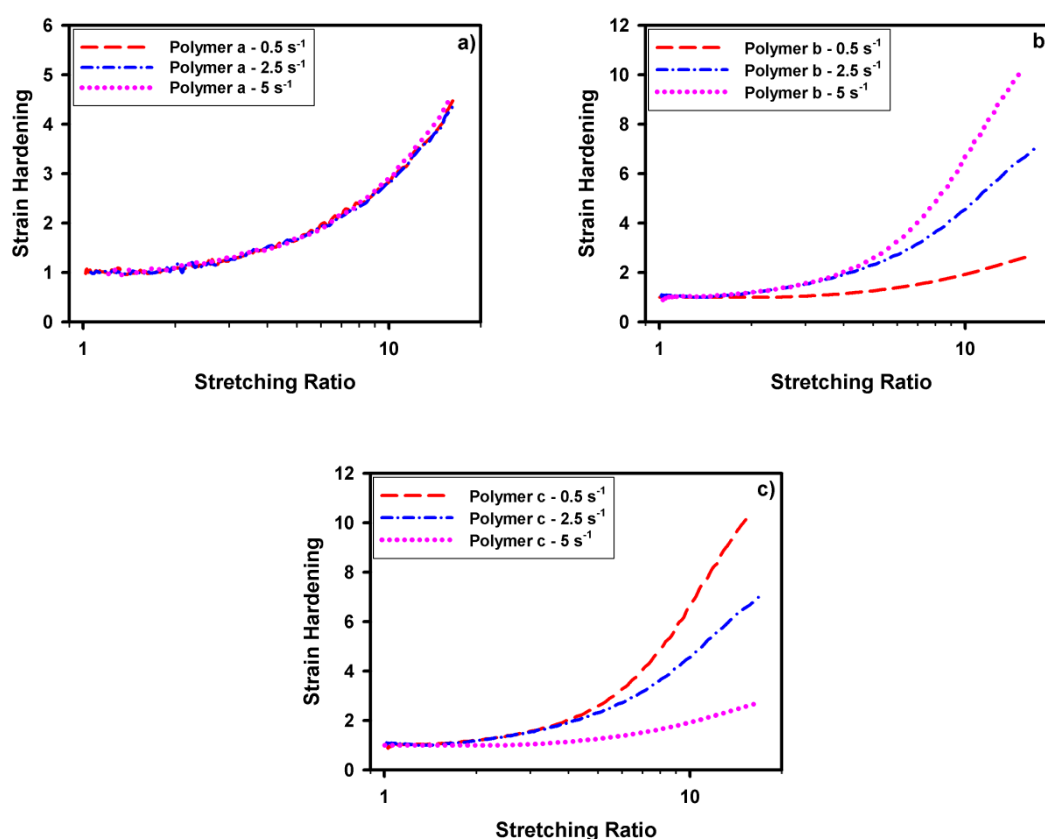 a)
Polymer a - 0.5 s-1
Polymer a - 2.5 s-1
Polymer a - 5 s-1
6
5
4
3
2
1
0
Strain Hardening
1 10
Stretching Ratio
b
Polymer b - 0.5 s-1
Polymer b - 2.5 s-1
Polymer b - 5 s-1
12
10
8
6
4
2
0
Strain Hardening
1 10
Stretching Ratio
c)
Polymer c - 0.5 s-1
Polymer c - 2.5 s-1
Polymer c - 5 s-1
12
10
8
6
4
2
0
Strain Hardening
1 10
Stretching Ratio